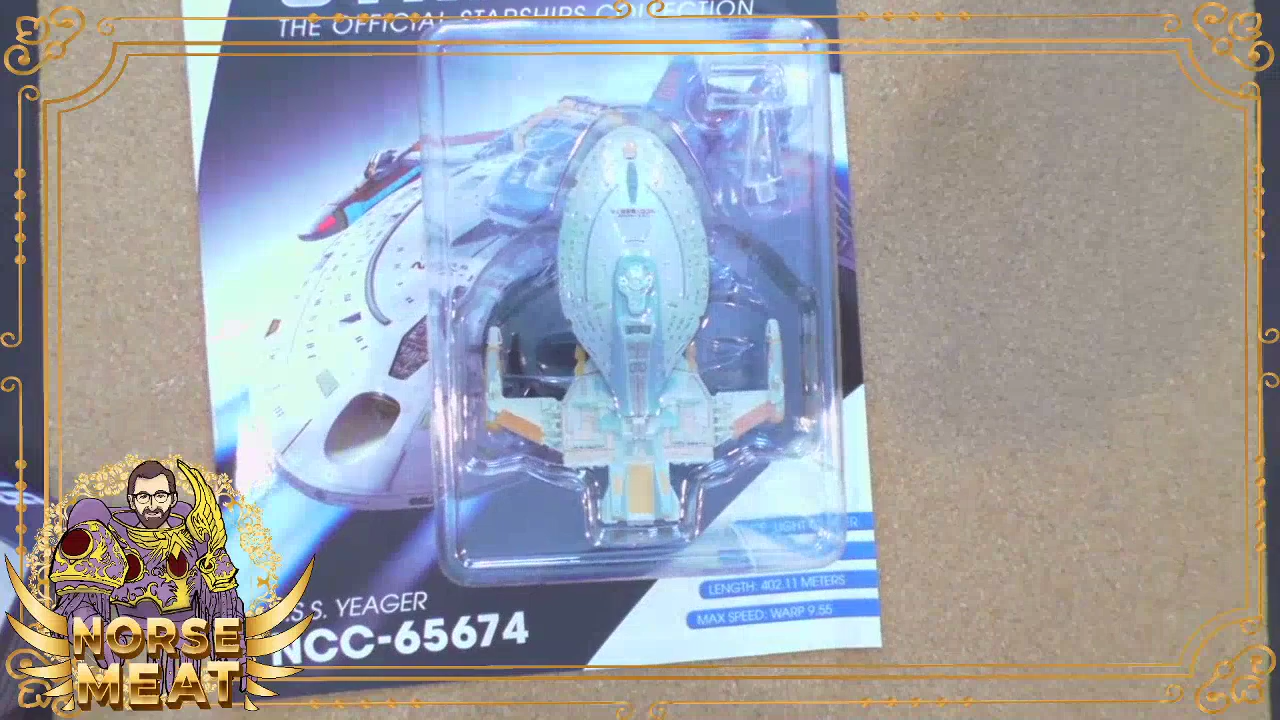 THE OFFICIAL STARSHIPS COLLECTION
LENGTH: 402.11 METERS
MAX SPEED: WARP 9.55
S.S. YEAGER
NCC-65674
NORSE
MEAT